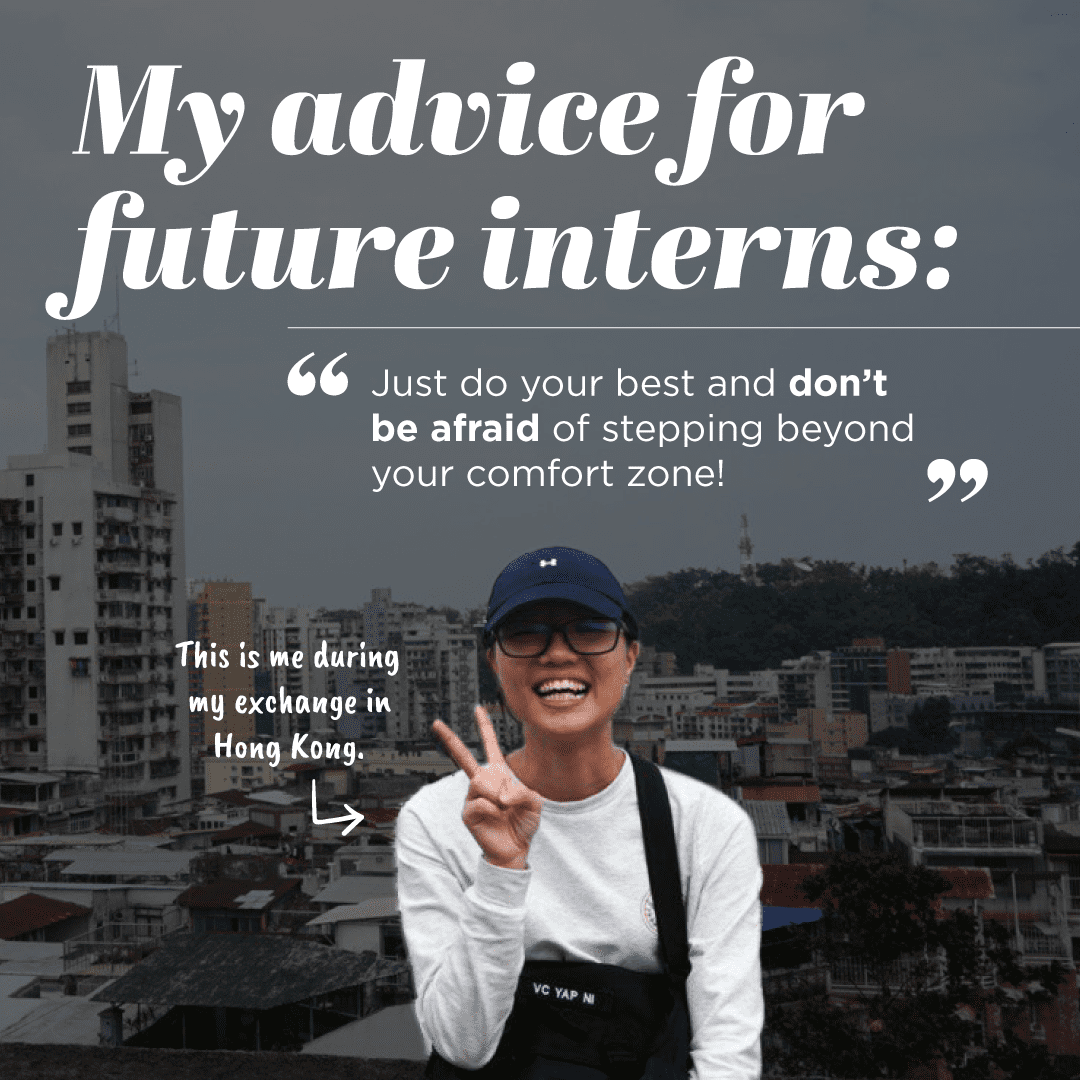 My advice for
future interns:
“ Just do your best and don’t
be afraid of stepping beyond
your comfort zone! ”
This is me during
my exchange in
Hong Kong.
VC YAP NI